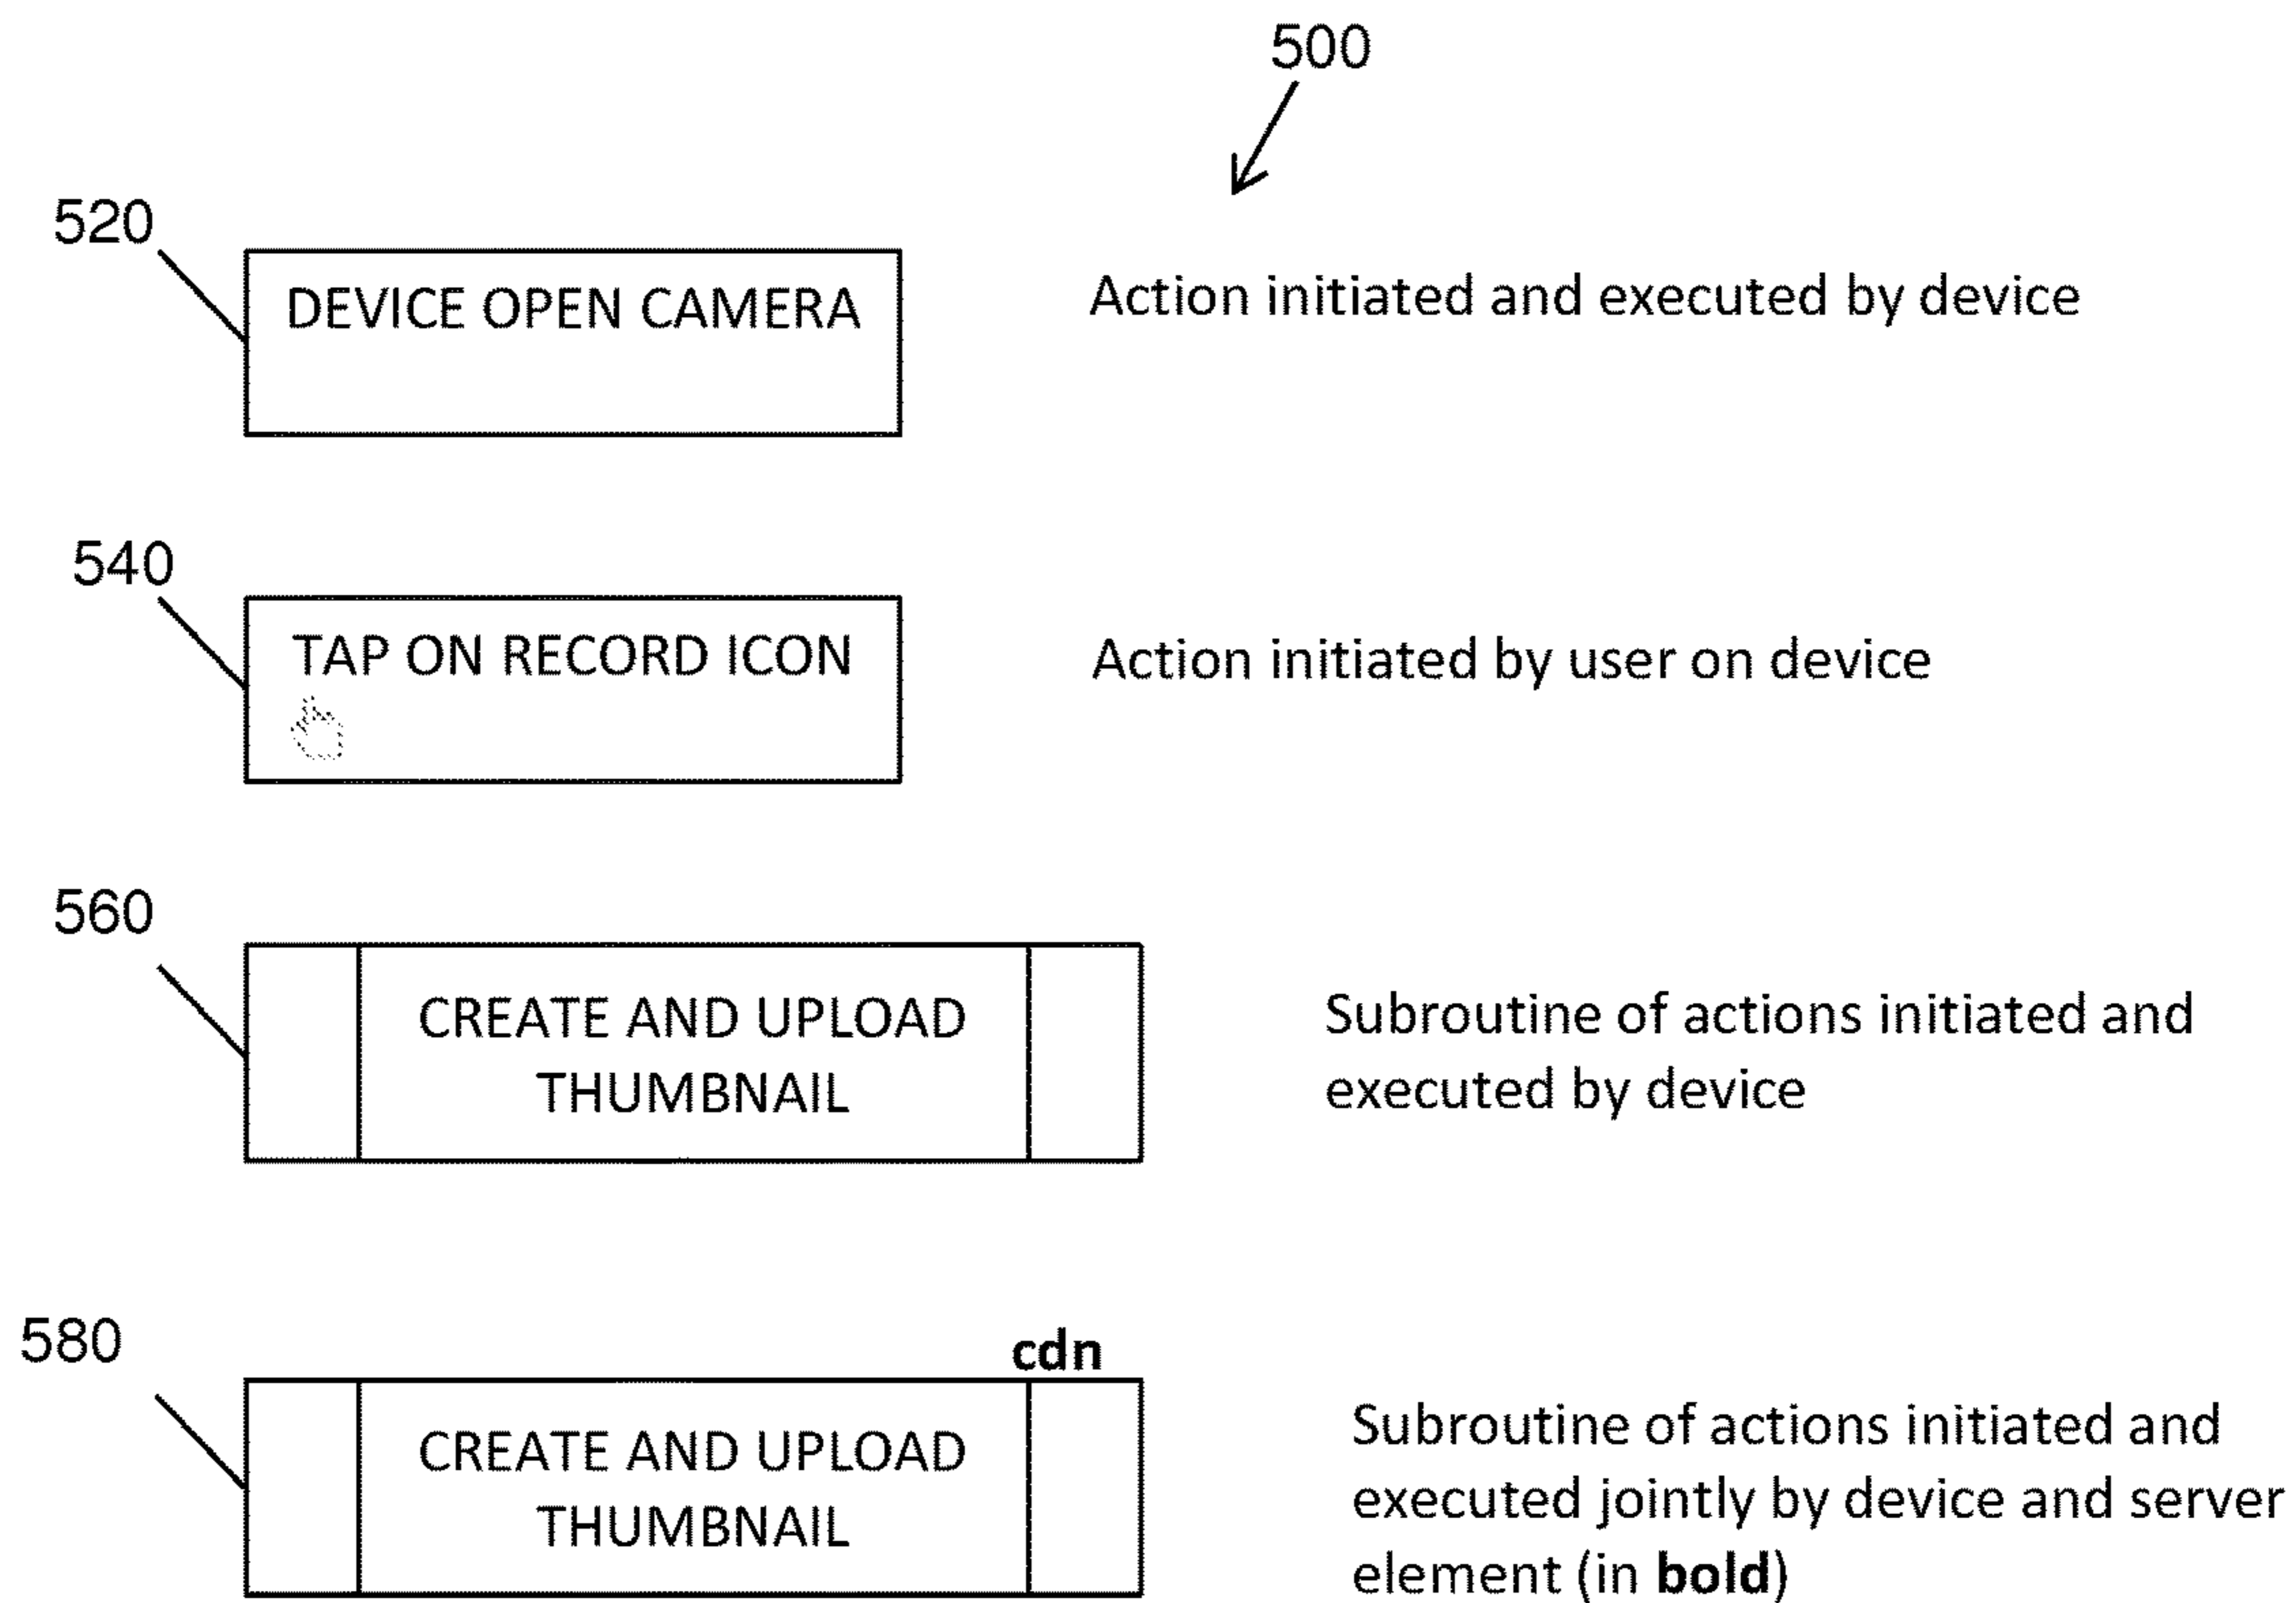 500
520
DEVICE OPEN CAMERA
Action initiated and executed by device
540
TAP ON RECORD ICON
Action initiated by user on device
560
CREATE AND UPLOAD
THUMBNAIL
Subroutine of actions initiated and
executed by device
580
cdn
CREATE AND UPLOAD
THUMBNAIL
Subroutine of actions initiated and
executed jointly by device and server
element (in bold)